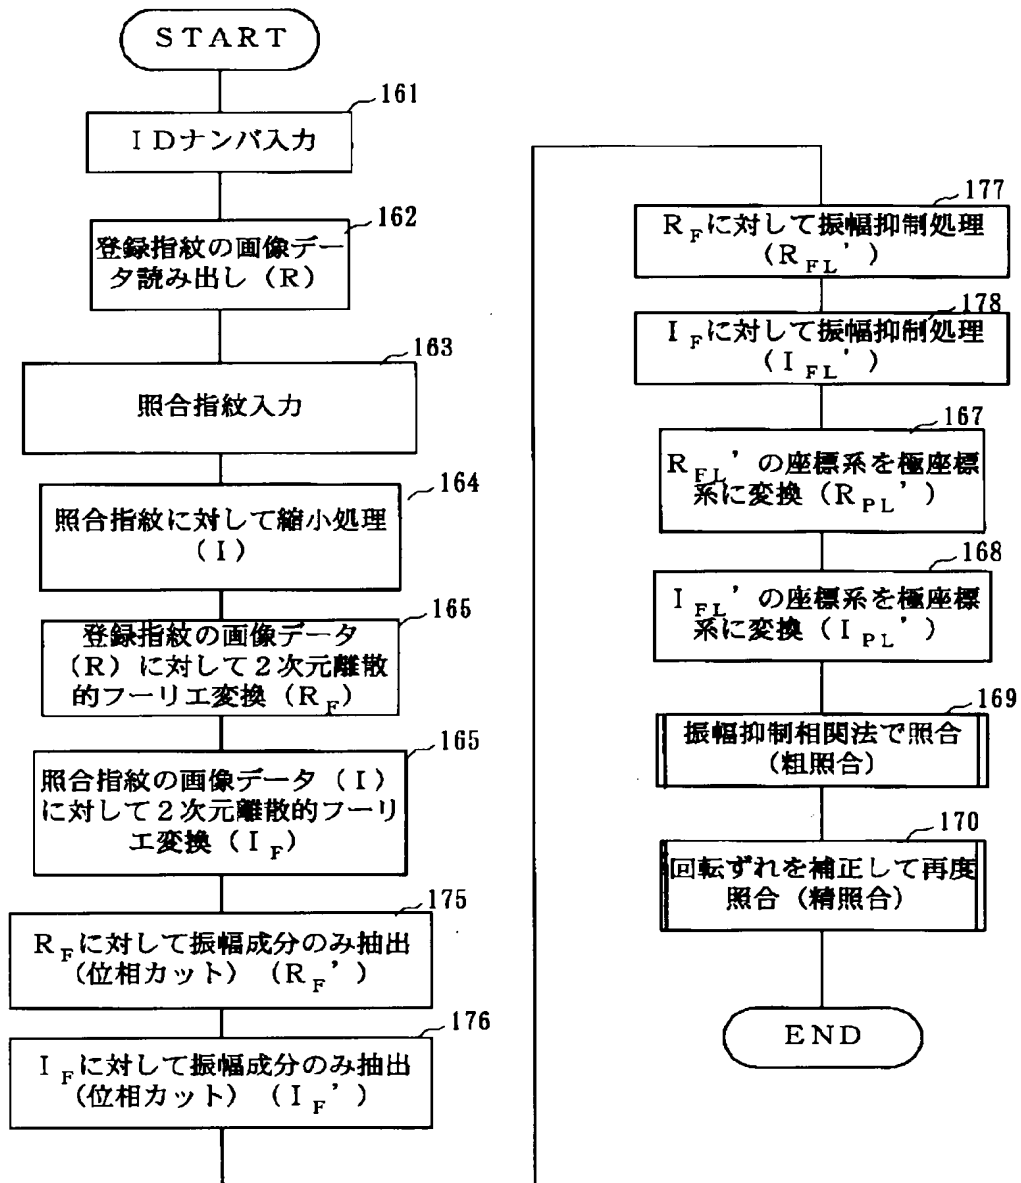 START
161
IDナンバ入力
162
登録指紋の画像デー
タ読み出し（R）
163
照合指紋入力
164
照合指紋に対して縮小処理
（I）
165
登録指紋の画像データ
（R）に対して2次元離散
的フーリエ変換（R_F）
165
照合指紋の画像データ（I）
に対して2次元離散的フーリ
エ変換（I_F）
175
R_Fに対して振幅成分のみ抽出
(位相カット)（R_F'）
176
I_Fに対して振幅成分のみ抽出
(位相カット)（I_F'）
177
R_Fに対して振幅抑制処理
（R_FL'）
178
I_Fに対して振幅抑制処理
（I_FL'）
167
R_FL'の座標系を極座標
系に変換（R_PL'）
168
I_FL'の座標系を極座標
系に変換（I_PL'）
169
振幅抑制相関法で照合
(粗照合)
170
回転ずれを補正して再度
照合（精照合）
END